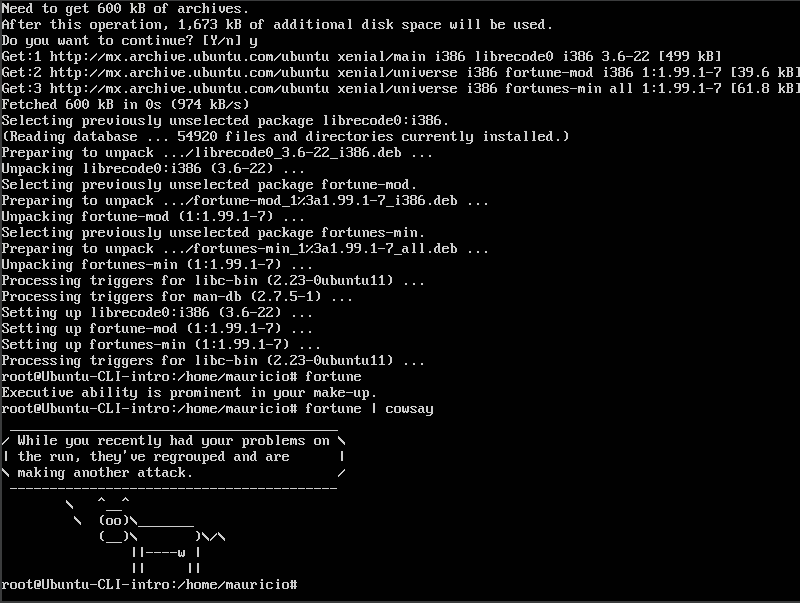 Need to get 600 kB of archives.
After this operation, 1,673 kB of additional disk space will be used.
Do you want to continue? [Y/n] y
Get:1 http://mx.archive.ubuntu.com/ubuntu xenial/main i386 librecode0 i386 3.6-22 [499 kB]
Get:2 http://mx.archive.ubuntu.com/ubuntu xenial/universe i386 fortune-mod i386 1:1.99.1-7 [39.6 kB]
Get:3 http://mx.archive.ubuntu.com/ubuntu xenial/universe i386 fortunes-min all 1:1.99.1-7 [61.8 kB]
Fetched 600 kB in 0s (974 kB/s)
Selecting previously unselected package librecode0:i386.
(Reading database ... 54920 files and directories currently installed.)
Preparing to unpack .../librecode0_3.6-22_i386.deb ...
Unpacking librecode0:i386 (3.6-22) ...
Selecting previously unselected package fortune-mod.
Preparing to unpack .../fortune-mod_1%3a1.99.1-7_i386.deb ...
Unpacking fortune-mod (1:1.99.1-7) ...
Selecting previously unselected package fortunes-min.
Preparing to unpack .../fortunes-min_1%3a1.99.1-7_all.deb ...
Unpacking fortunes-min (1:1.99.1-7) ...
Processing triggers for libc-bin (2.23-0ubuntu11) ...
Processing triggers for man-db (2.7.5-1) ...
Setting up librecode0:i386 (3.6-22) ...
Setting up fortune-mod (1:1.99.1-7) ...
Setting up fortunes-min (1:1.99.1-7) ...
Processing triggers for libc-bin (2.23-0ubuntu11) ...
root@Ubuntu-CLI-intro:/home/mauricio# fortune
Executive ability is prominent in your make-up.
root@Ubuntu-CLI-intro:/home/mauricio# fortune | cowsay
 _________________________________________
/ While you recently had your problems on \
| the run, they've regrouped and are      |
\ making another attack.                  /
 -----------------------------------------
        \   ^__^
         \  (oo)\_______
            (__)\       )\/\
                ||----w |
                ||     ||
root@Ubuntu-CLI-intro:/home/mauricio#